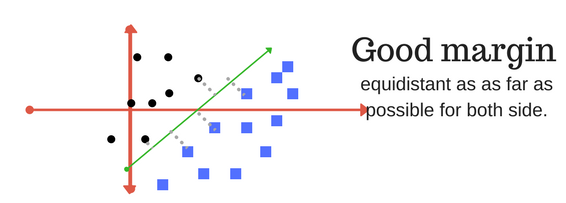 Good margin
equidistant as as far as
possible for both side.